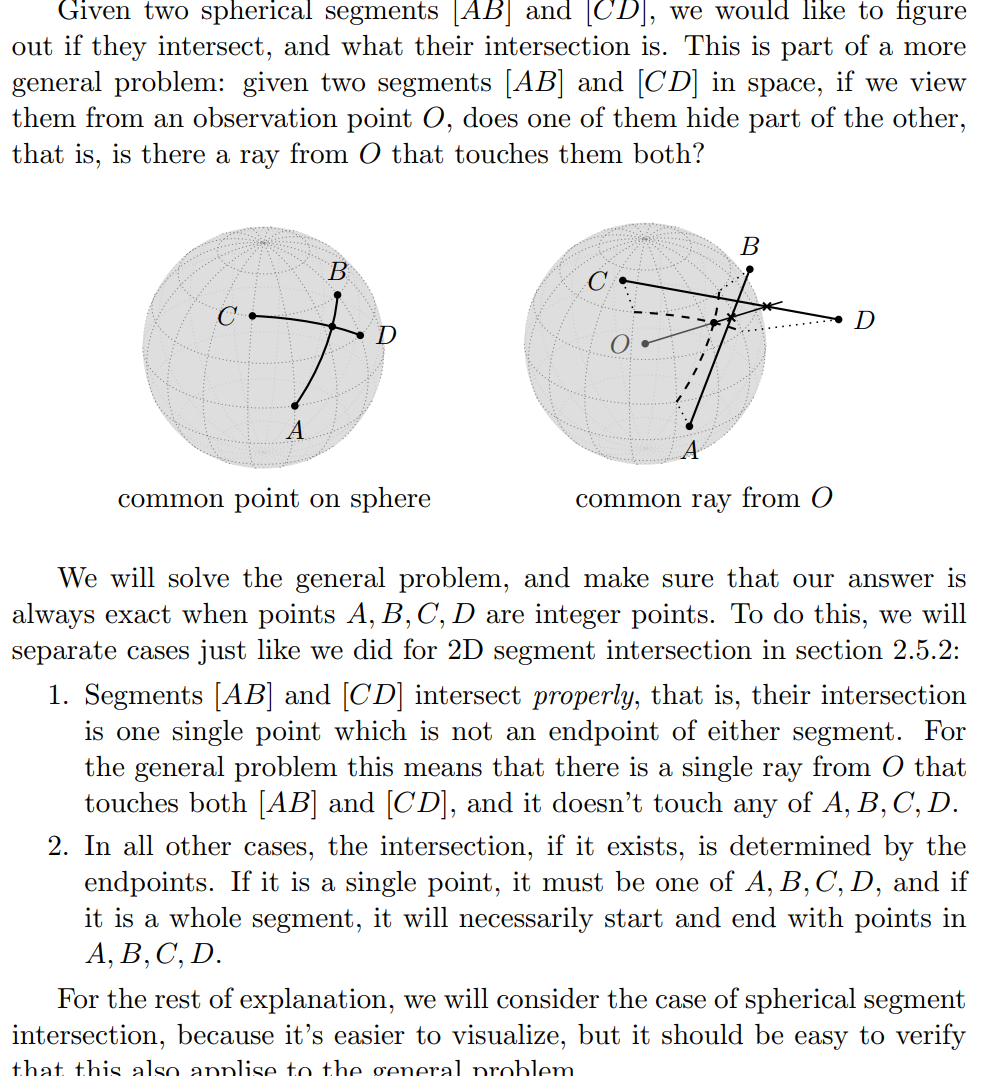 Given two spherical segments [AB] and [CD], we would like to figure
out if they intersect, and what their intersection is. This is part of a more
general problem: given two segments [AB] and [CD] in space, if we view
them from an observation point O, does one of them hide part of the other,
that is, is there a ray from O that touches them both?
B
C
D
A
common point on sphere
B
C
D
O
A
common ray from O
We will solve the general problem, and make sure that our answer is
always exact when points A, B, C, D are integer points. To do this, we will
separate cases just like we did for 2D segment intersection in section 2.5.2:
1. Segments [AB] and [CD] intersect properly, that is, their intersection
is one single point which is not an endpoint of either segment. For
the general problem this means that there is a single ray from O that
touches both [AB] and [CD], and it doesn't touch any of A, B, C, D.
2. In all other cases, the intersection, if it exists, is determined by the
endpoints. If it is a single point, it must be one of A, B, C, D, and if
it is a whole segment, it will necessarily start and end with points in
A, B, C, D.
For the rest of explanation, we will consider the case of spherical segment
intersection, because it's easier to visualize, but it should be easy to verify
that this also applise to the general problem